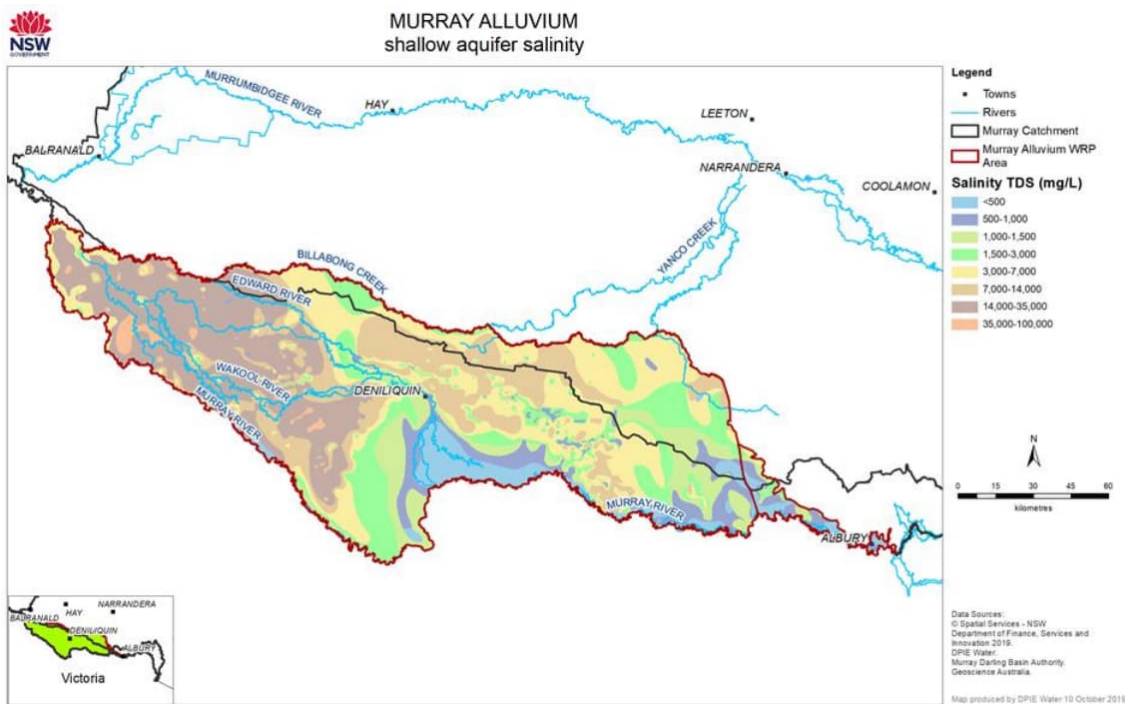 NSW
GOVERNMENT
MURRAY ALLUVIUM
shallow aquifer salinity
MURRUMBIDGEE RIVER
HAY
LEETON
BALRANALD
NARRANDERA
COOLAMON
BILLABONG CREEK
YANCO CREEK
EDWARD RIVER
WAKOOL RIVER
DENILIQUIN
MURRAY RIVER
MURRAY RIVER
ALBURY
Legend
Towns
Rivers
Murray Catchment
Murray Alluvium WRP
Area
Salinity TDS (mg/L)
<500
500-1,000
1,000-1,500
1,500-3,000
3,000-7,000
7,000-14,000
14,000-35,000
35,000-100,000
N
0 15 30 45 60
kilometres
HAY
NARRANDERA
BALRANALD
DENILIQUIN
ALBURY
Victoria
Data Sources:
© Spatial Services - NSW
Department of Finance, Services and
Innovation 2019.
DPIE Water.
Murray Darling Basin Authority.
Geoscience Australia.
Map produced by DPIE Water 10 October 2019